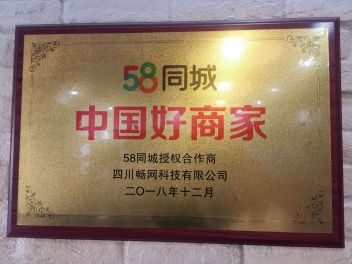 58同城
中国好商家
58同城授权合作商
四川畅网科技有限公司
二〇一八年十二月